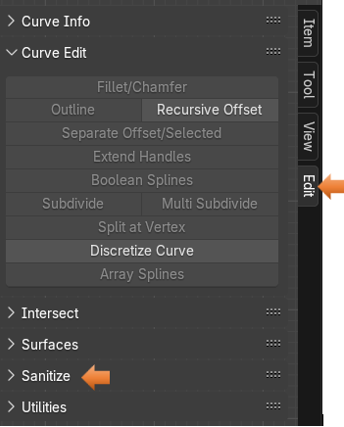 Curve Info
Curve Edit
Fillet/Chamfer
Outline Recursive Offset
Separate Offset/Selected
Extend Handles
Boolean Splines
Subdivide Multi Subdivide
Split at Vertex
Discretize Curve
Array Splines
Intersect
Surfaces
Sanitize
Utilities
Item
Tool
View
Edit